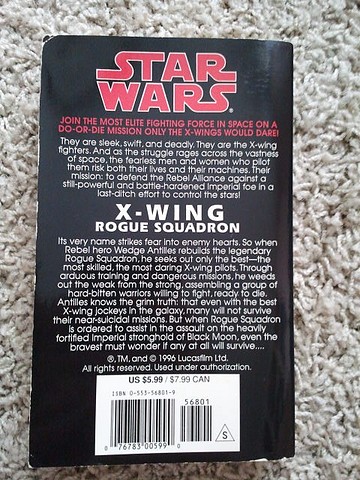 STAR
WARS®
JOIN THE MOST ELITE FIGHTING FORCE IN SPACE ON A
DO-OR-DIE MISSION ONLY THE X-WINGS WOULD DARE!
They are sleek, swift, and deadly. They are the X-wing
fighters. And as the struggle rages across the vastness
of space, the fearless men and women who pilot
them risk both their lives and their machines. Their
mission: to defend the Rebel Alliance against a
still-powerful and battle-hardened Imperial foe in a
last-ditch effort to control the stars!
X-WING
ROGUE SQUADRON
Its very name strikes fear into enemy hearts. So when
Rebel hero Wedge Antilles rebuilds the legendary
Rogue Squadron, he seeks out only the best—the
most skilled, the most daring X-wing pilots. Through
arduous training and dangerous missions, he weeds
out the weak from the strong, assembling a group of
hard-bitten warriors willing to fight, ready to die.
Antilles knows the grim truth: that even with the best
X-wing jockeys in the galaxy, many will not survive
their near-suicidal missions. But when Rogue Squadron
is ordered to assist in the assault on the heavily
fortified Imperial stronghold of Black Moon, even the
bravest must wonder if any at all will survive....
®, TM, and © 1996 Lucasfilm Ltd.
All rights reserved. Used under authorization.
US $5.99 / $7.99 CAN
ISBN 0-553-56801-9
56801
0 76783 00599 0
S